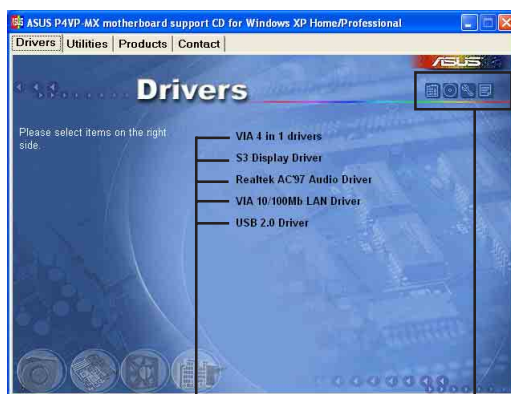 ASUS P4VP-MX motherboard support CD for Windows XP Home/Professional
Drivers Utilities Products Contact
ASUS
Drivers
Please select items on the right
side.
VIA 4 in 1 drivers
S3 Display Driver
Realtek AC'97 Audio Driver
VIA 10/100Mb LAN Driver
USB 2.0 Driver